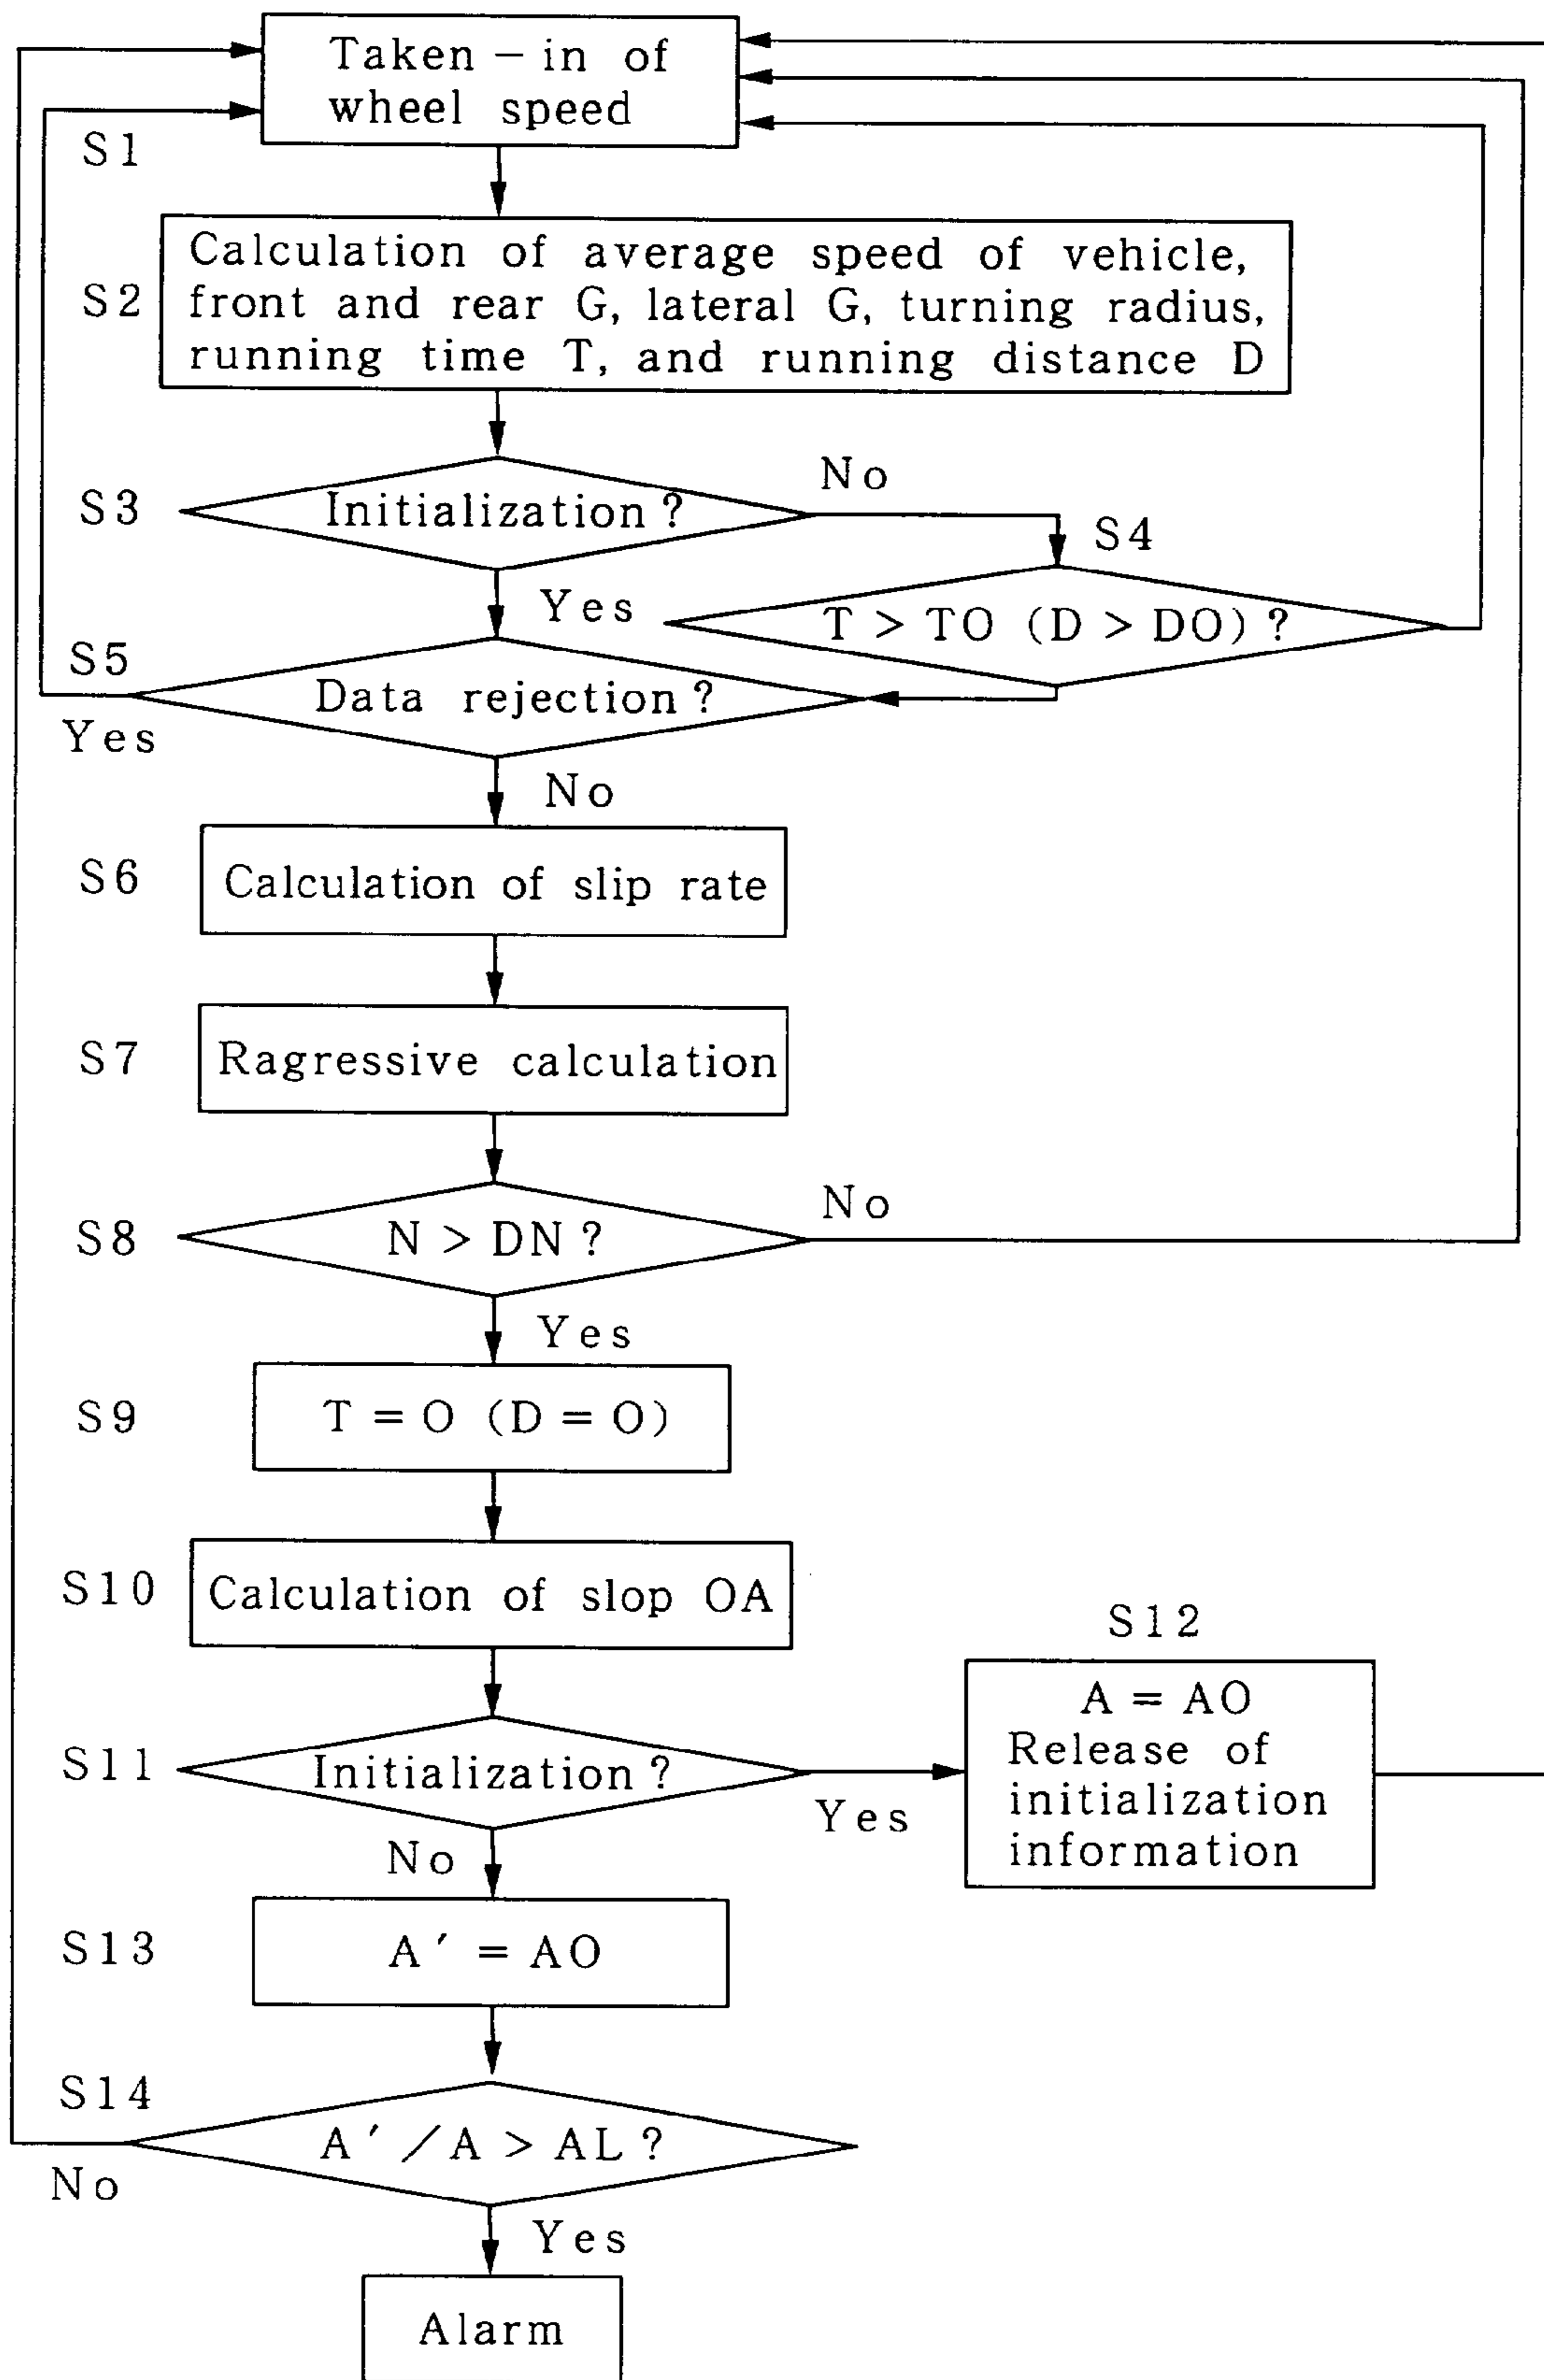 Taken - in of
wheel speed
S1
S2
Calculation of average speed of vehicle,
front and rear G, lateral G, turning radius,
running time T, and running distance D
S3
Initialization ?
No
S4
T > TO (D > DO) ?
Yes
S5
Data rejection ?
Yes
No
S6
Calculation of slip rate
S7
Ragressive calculation
S8
N > DN ?
No
Yes
S9
T = O (D = O)
S10
Calculation of slop OA
S11
Initialization ?
Yes
S12
A = AO
Release of
initialization
information
No
S13
A ′ = AO
S14
A ′ / A > AL ?
No
Yes
Alarm